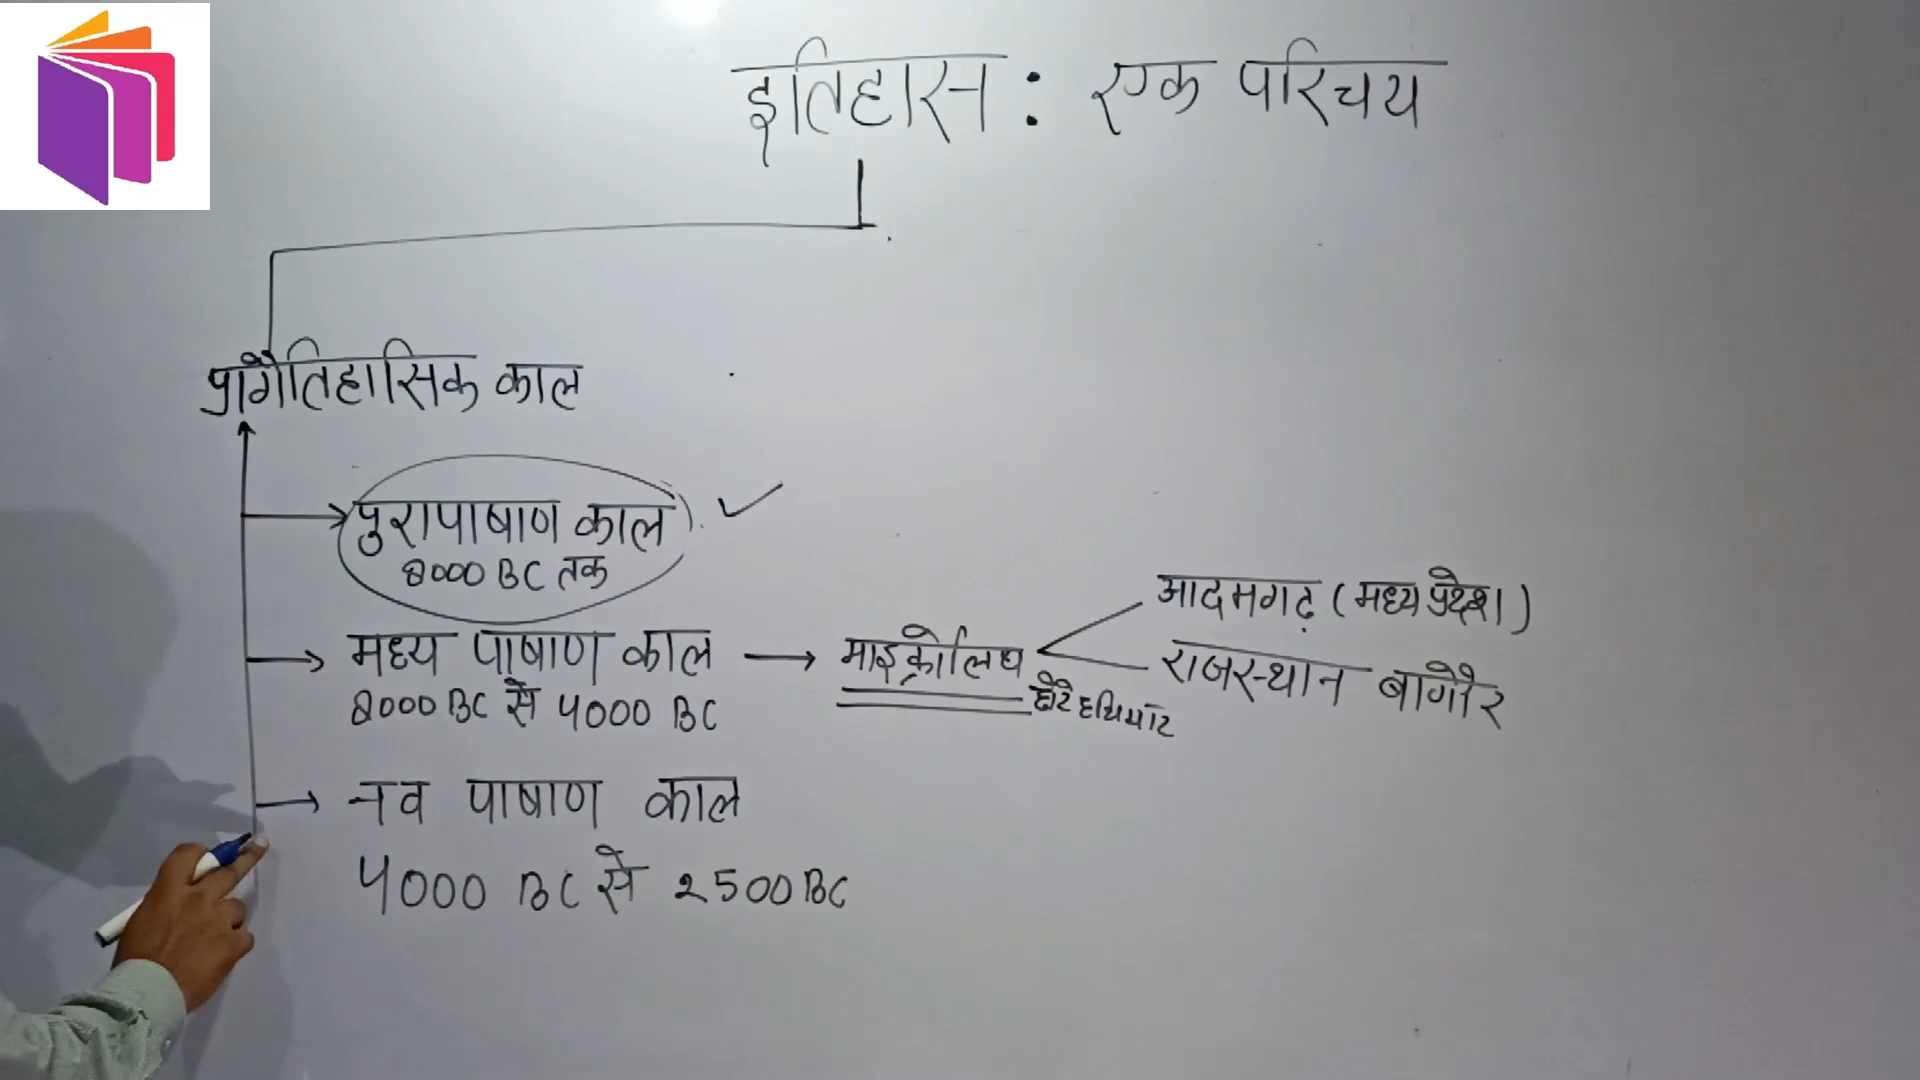 इतिहास : एक परिचय
प्रागैतिहासिक काल
पुरापाषाण काल
8000 BC तक
मध्य पाषाण काल → माइक्रोलिथ
8000 BC से 4000 BC
छोटे हथियार
आदमगढ़ (मध्य प्रदेश)
राजस्थान बागौर
नव पाषाण काल
4000 BC से 2500 BC